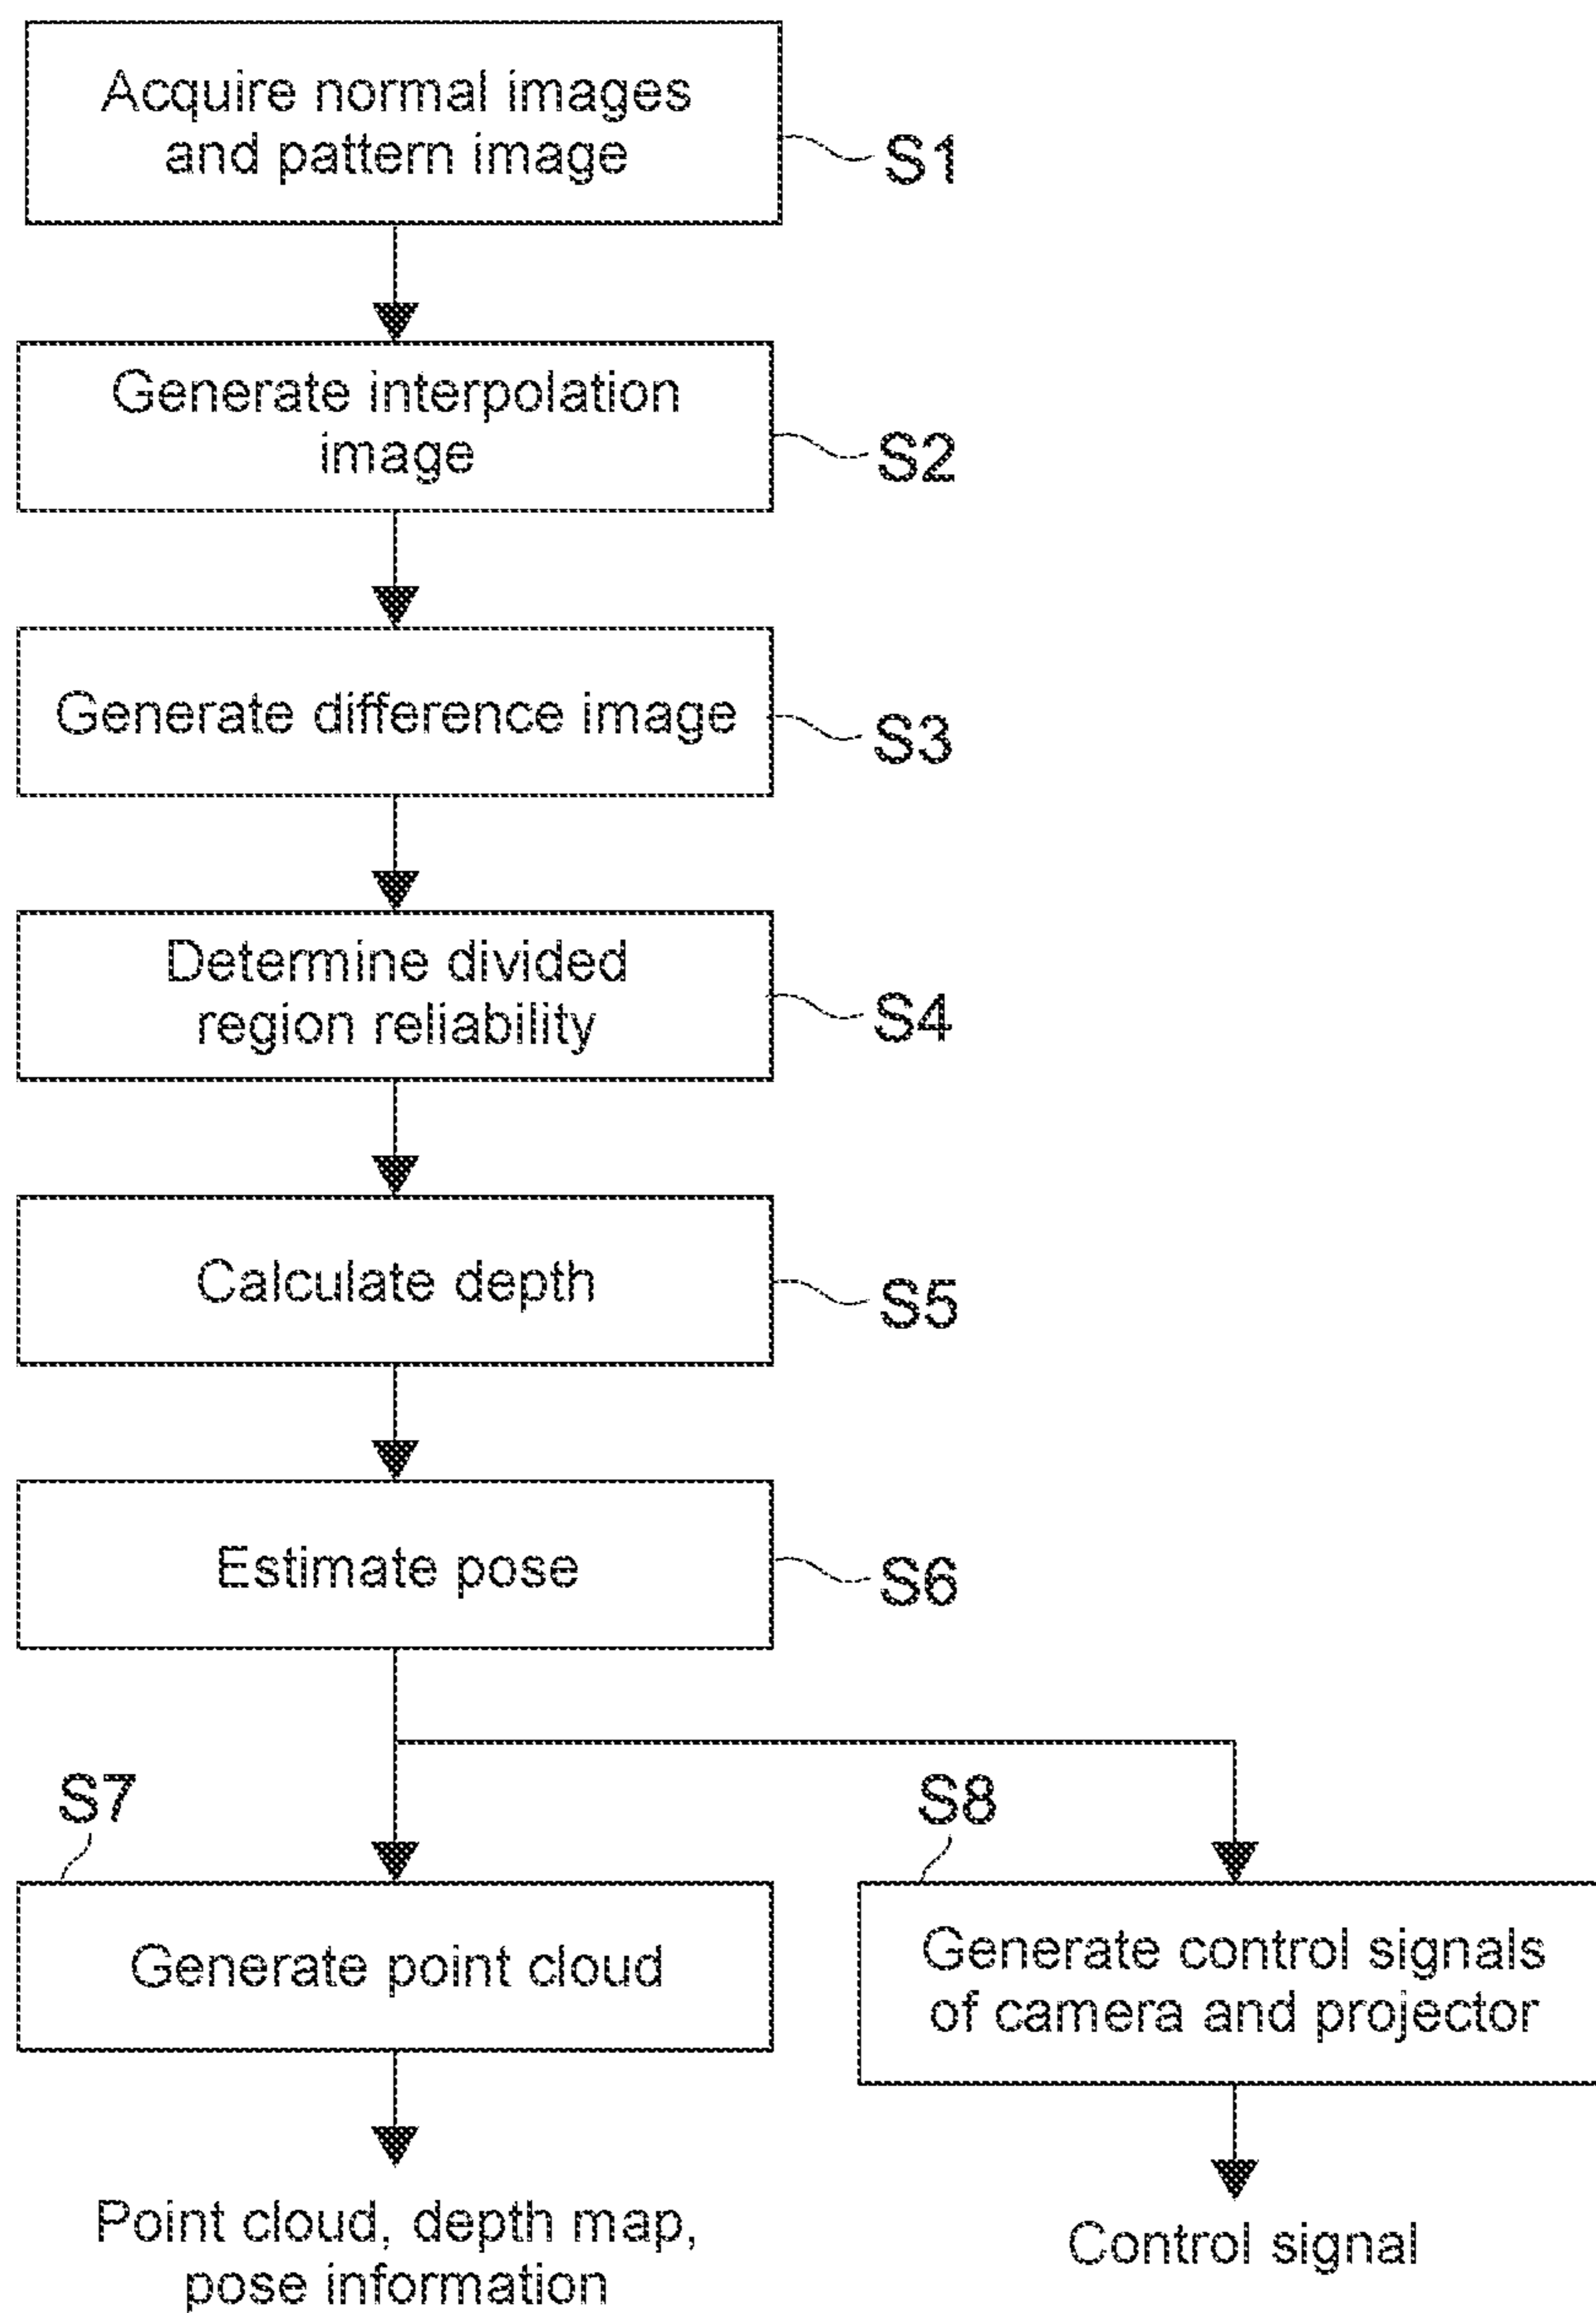 Acquire normal images
and pattern image
S1
Generate interpolation
image
S2
Generate difference image
S3
Determine divided
region reliability
S4
Calculate depth
S5
Estimate pose
S6
S7
S8
Generate point cloud
Generate control signals
of camera and projector
Point cloud, depth map,
pose information
Control signal